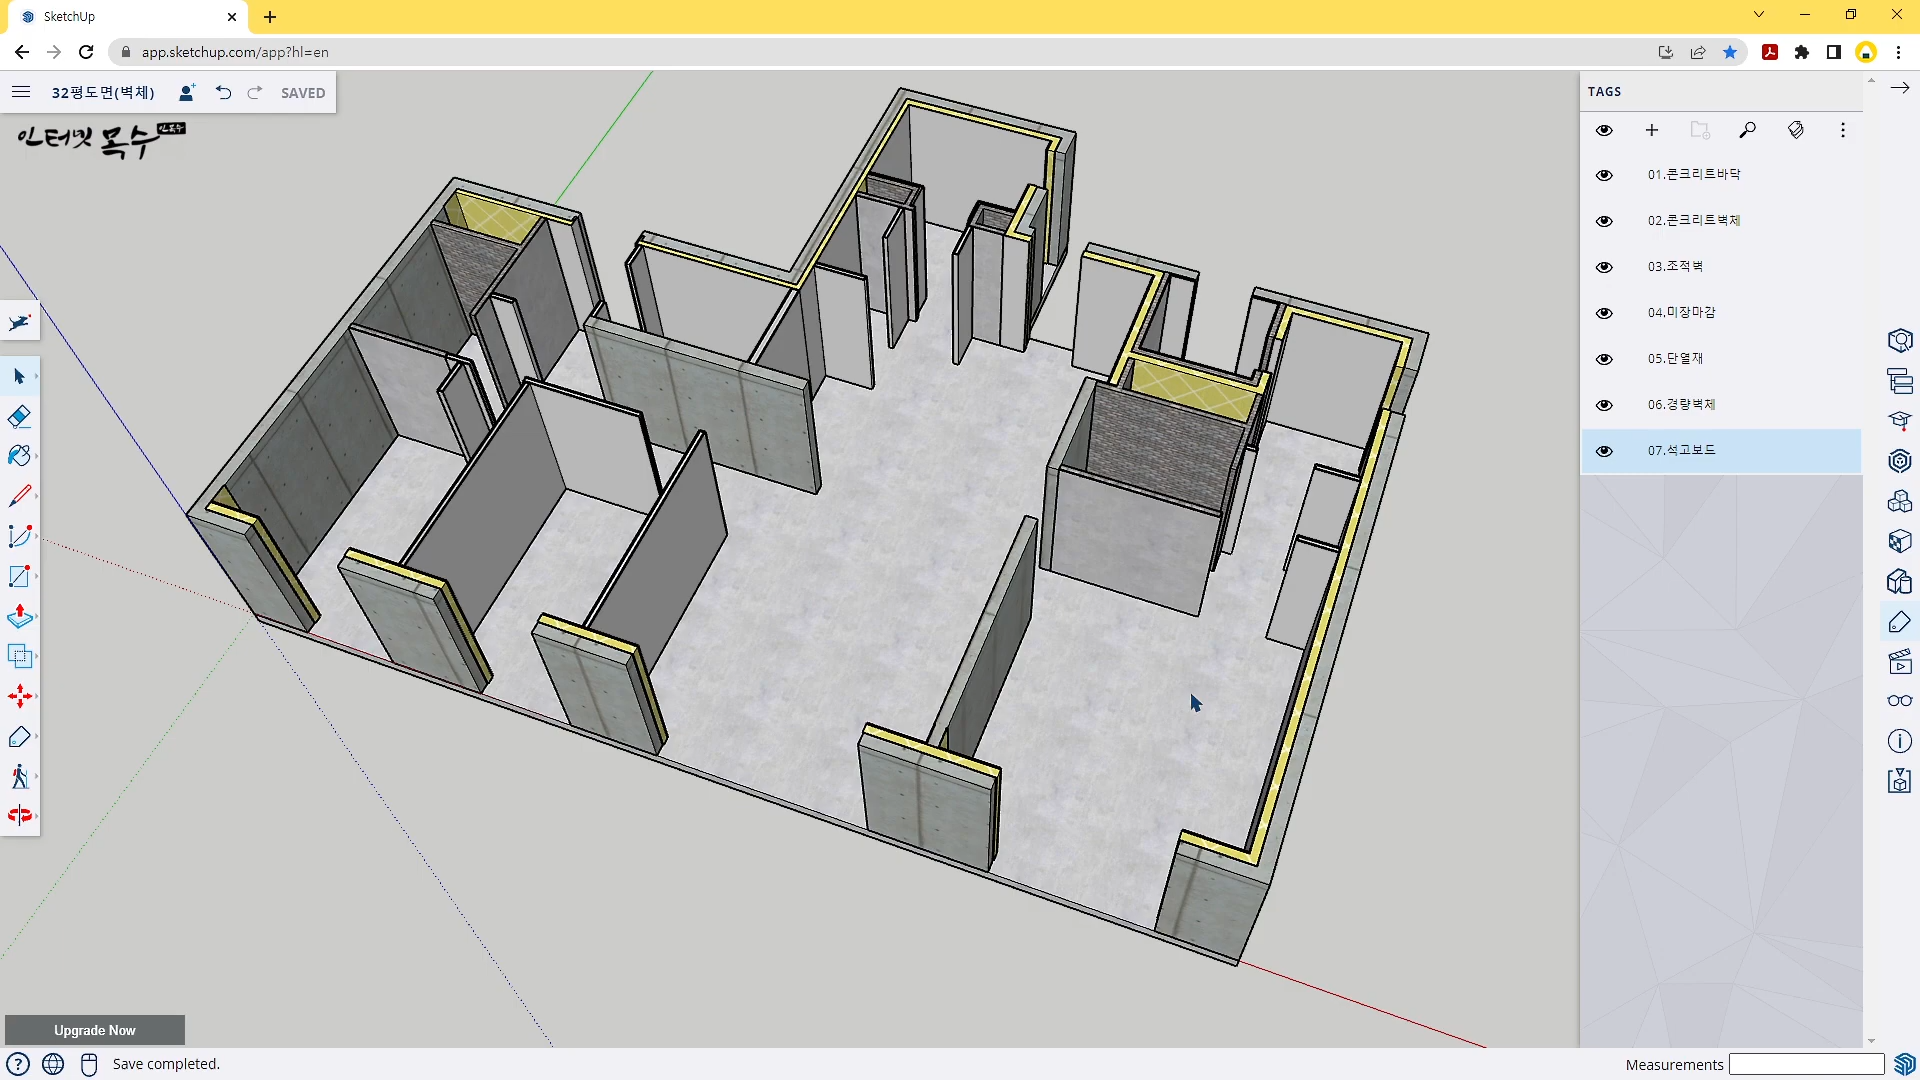 SketchUp
app.sketchup.com/app?hl=en
32평도면(벽체)
SAVED
인터넷 목수
TAGS
01.콘크리트바닥
02.콘크리트벽체
03.조적벽
04.미장마감
05.단열재
06.경량벽체
07.석고보드
Upgrade Now
Save completed.
Measurements